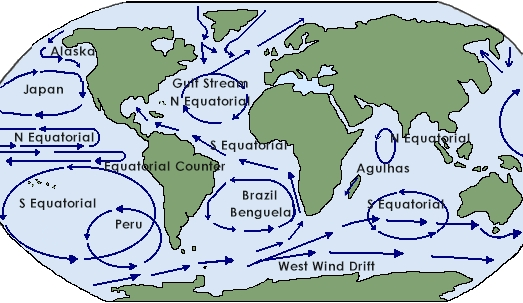 Alaska
Japan
Gulf Stream
N Equatorial
N Equatorial
S Equatorial
N Equatorial
Equatorial Counter
Agulhas
S Equatorial
Brazil
Benguela
S Equatorial
Peru
West Wind Drift